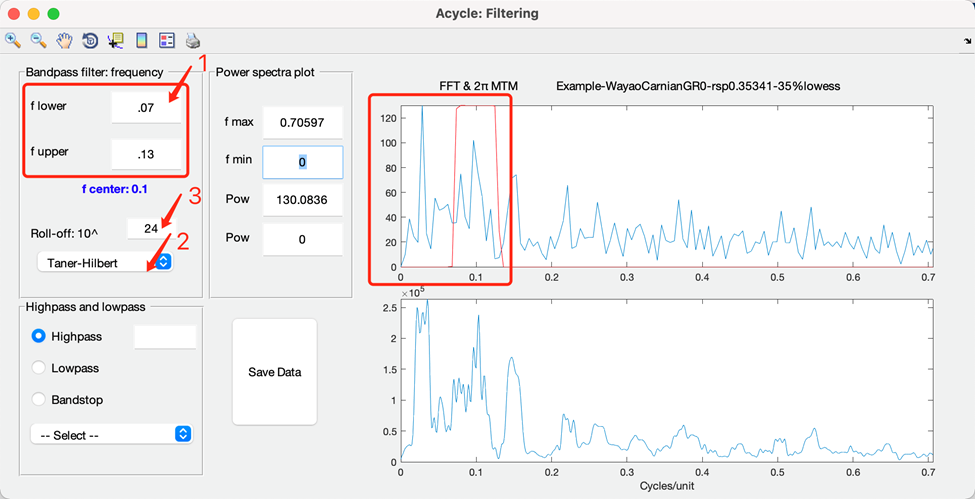 Acycle: Filtering
Bandpass filter: frequency
1
f lower
.07
f upper
.13
f center: 0.1
3
Roll-off: 10^
24
2
Taner-Hilbert
Power spectra plot
f max
0.70597
f min
0
Pow
130.0836
Pow
0
Highpass and lowpass
Highpass
Lowpass
Bandstop
-- Select --
Save Data
FFT & 2π MTM Example-WayaoCarnianGR0-rsp0.35341-35%lowess
120
100
80
60
40
20
0
0 0.1 0.2 0.3 0.4 0.5 0.6 0.7
×10^5
2.5
2
1.5
1
0.5
0
0 0.1 0.2 0.3 0.4 0.5 0.6 0.7
Cycles/unit